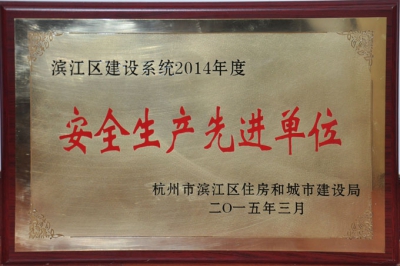 滨江区建设系统2014年度
安全生产先进单位
杭州市滨江区住房和城市建设局
二〇一五年三月